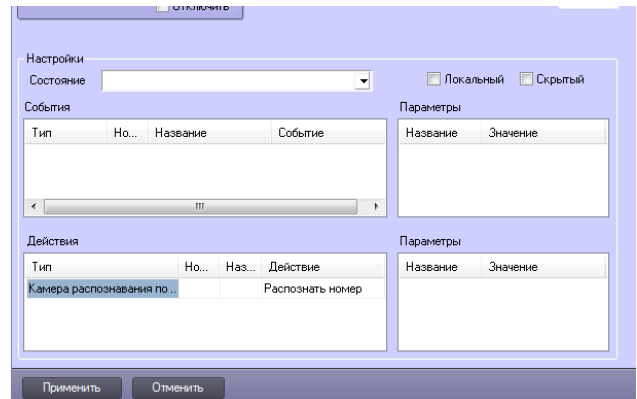 Отключить
Настройки
Состояние
Локальный Скрытый
События Параметры
Тип Но... Название Событие Название Значение
Действия Параметры
Тип Но... Наз... Действие Название Значение
Камера распознавания по .. Распознать номер
Применить Отменить